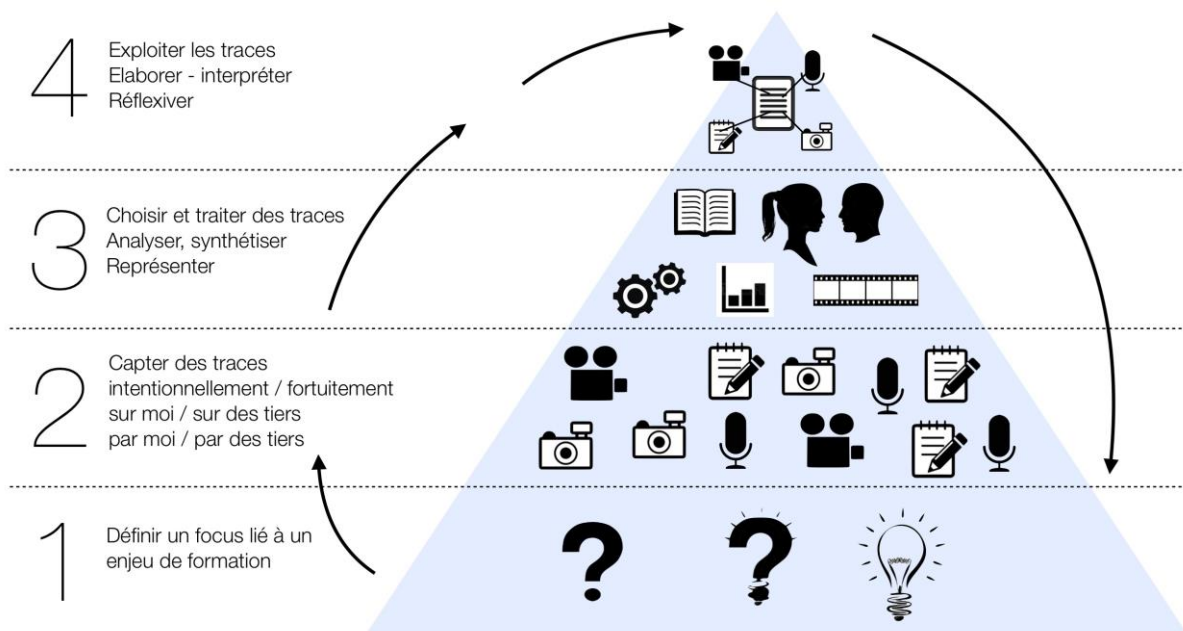 4
Exploiter les traces
Elaborer - interpréter
Réflexiver
3
Choisir et traiter des traces
Analyser, synthétiser
Représenter
2
Capter des traces
intentionnellement / fortuitement
sur moi / sur des tiers
par moi / par des tiers
1
Définir un focus lié à un
enjeu de formation
? ?